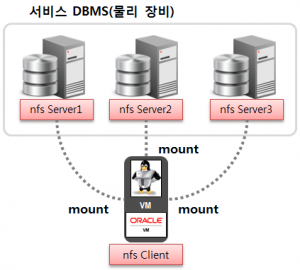 서비스 DBMS(물리 장비)
nfs Server1
nfs Server2
nfs Server3
mount
mount
mount
VM
ORACLE
VM
nfs Client